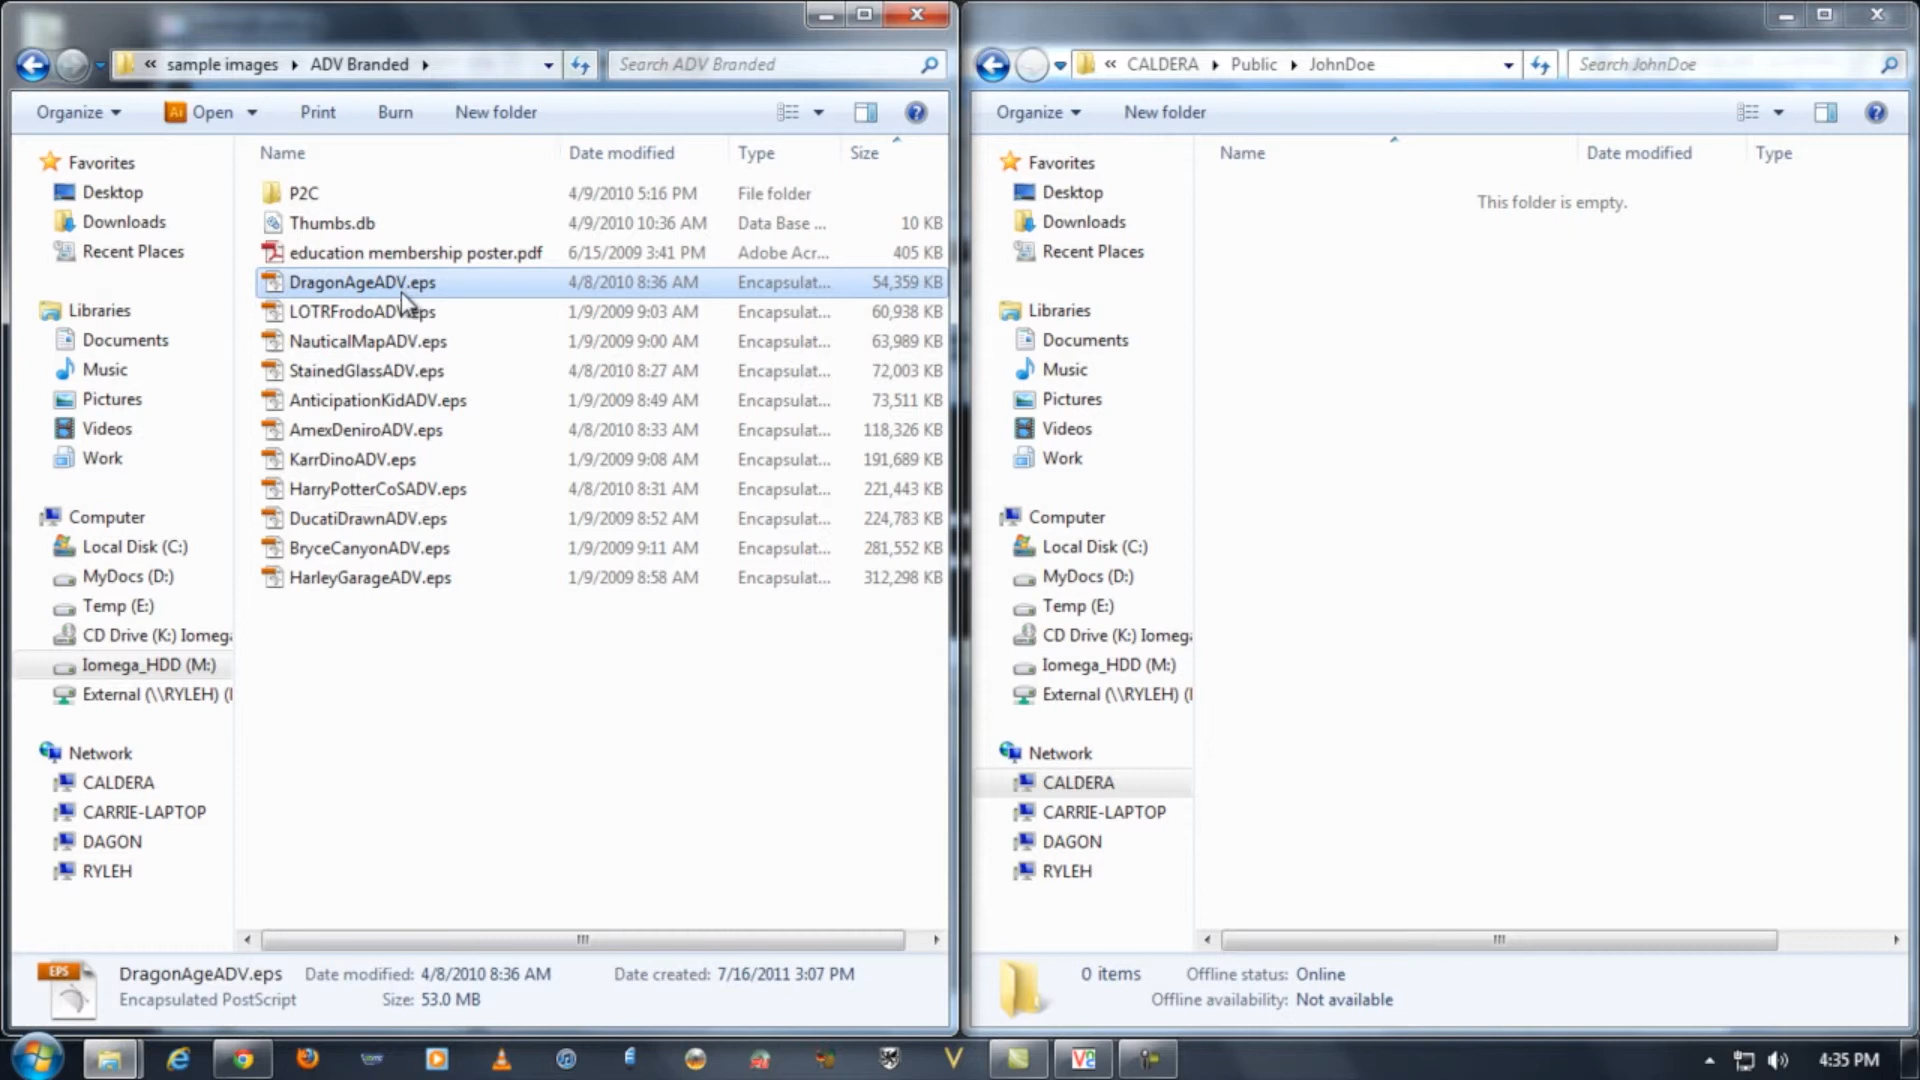 « sample images ▸ ADV Branded ▸
Search ADV Branded
Organize
Open
Print
Burn
New folder
Favorites
Desktop
Downloads
Recent Places
Libraries
Documents
Music
Pictures
Videos
Work
Computer
Local Disk (C:)
MyDocs (D:)
Temp (E:)
CD Drive (K:) Iomega
Iomega_HDD (M:)
External (\\RYLEH) (
Network
CALDERA
CARRIE-LAPTOP
DAGON
RYLEH
Name Date modified Type Size
P2C 4/9/2010 5:16 PM File folder
Thumbs.db 4/9/2010 10:36 AM Data Base ... 10 KB
education membership poster.pdf 6/15/2009 3:41 PM Adobe Acr... 405 KB
DragonAgeADV.eps 4/8/2010 8:36 AM Encapsulat... 54,359 KB
LOTRFrodoADV.eps 1/9/2009 9:03 AM Encapsulat... 60,938 KB
NauticalMapADV.eps 1/9/2009 9:00 AM Encapsulat... 63,989 KB
StainedGlassADV.eps 4/8/2010 8:27 AM Encapsulat... 72,003 KB
AnticipationKidADV.eps 1/9/2009 8:49 AM Encapsulat... 73,511 KB
AmexDeniroADV.eps 4/8/2010 8:33 AM Encapsulat... 118,326 KB
KarrDinoADV.eps 1/9/2009 9:08 AM Encapsulat... 191,689 KB
HarryPotterCoSADV.eps 4/8/2010 8:31 AM Encapsulat... 221,443 KB
DucatiDrawnADV.eps 1/9/2009 8:52 AM Encapsulat... 224,783 KB
BryceCanyonADV.eps 1/9/2009 9:11 AM Encapsulat... 281,552 KB
HarleyGarageADV.eps 1/9/2009 8:58 AM Encapsulat... 312,298 KB
EPS
DragonAgeADV.eps Date modified: 4/8/2010 8:36 AM Date created: 7/16/2011 3:07 PM
Encapsulated PostScript Size: 53.0 MB
« CALDERA ▸ Public ▸ JohnDoe
Search JohnDoe
Organize
New folder
Favorites
Desktop
Downloads
Recent Places
Libraries
Documents
Music
Pictures
Videos
Work
Computer
Local Disk (C:)
MyDocs (D:)
Temp (E:)
CD Drive (K:) Iomega
Iomega_HDD (M:)
External (\\RYLEH) (
Network
CALDERA
CARRIE-LAPTOP
DAGON
RYLEH
Name Date modified Type
This folder is empty.
0 items Offline status: Online
Offline availability: Not available
4:35 PM